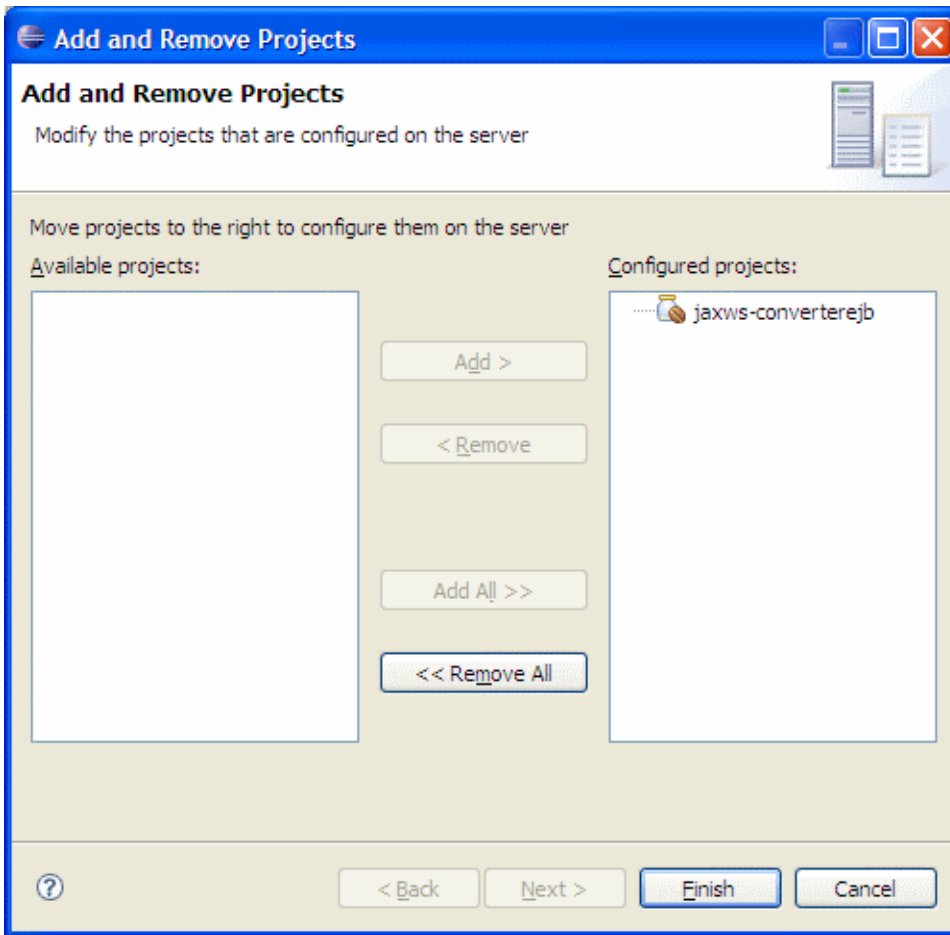 Add and Remove Projects
Add and Remove Projects
Modify the projects that are configured on the server
Move projects to the right to configure them on the server
Available projects:
Configured projects:
jaxws-converterejb
Add >
< Remove
Add All >>
<< Remove All
?
< Back
Next >
Finish
Cancel